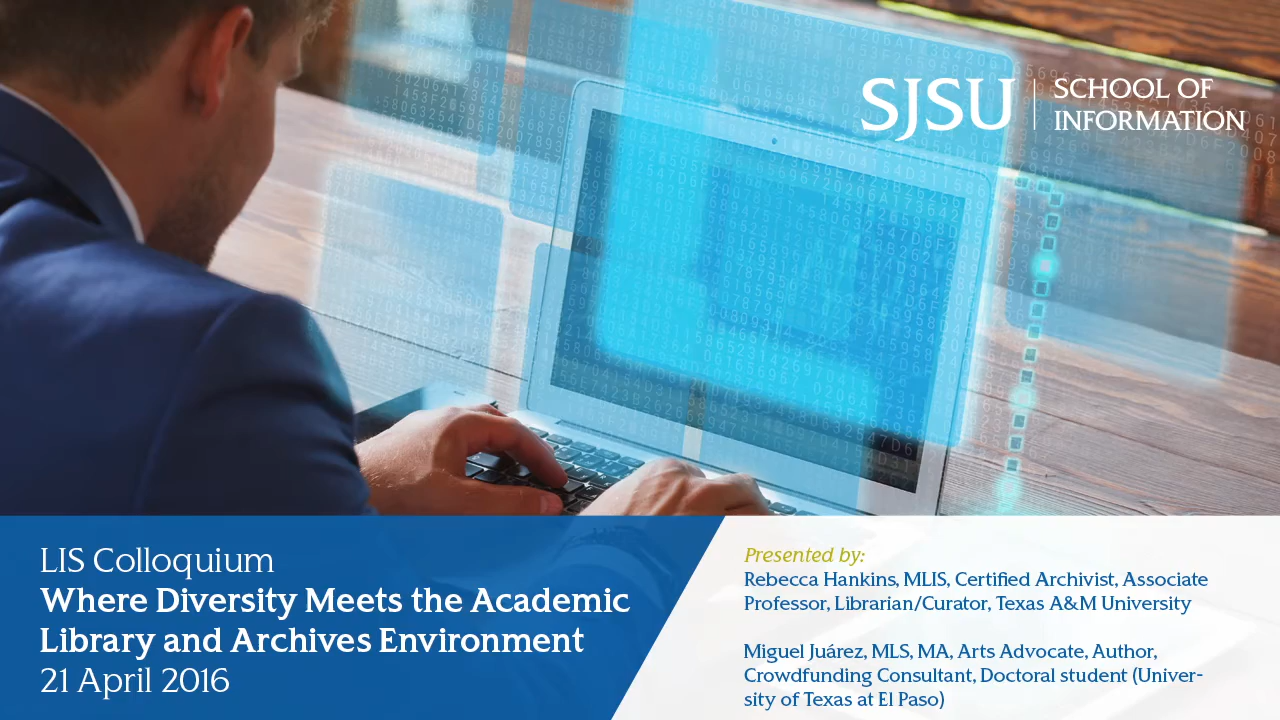 SJSU | SCHOOL OF
INFORMATION
LIS Colloquium
Where Diversity Meets the Academic
Library and Archives Environment
21 April 2016
Presented by:
Rebecca Hankins, MLIS, Certified Archivist, Associate
Professor, Librarian/Curator, Texas A&M University
Miguel Juárez, MLS, MA, Arts Advocate, Author,
Crowdfunding Consultant, Doctoral student (Univer-
sity of Texas at El Paso)